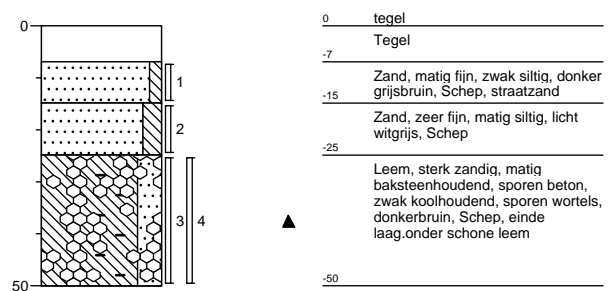 0
1
2
3
4
50
0 tegel
Tegel
-7
Zand, matig fijn, zwak siltig, donker
grijsbruin, Schep, straatzand
-15
Zand, zeer fijn, matig siltig, licht
witgrijs, Schep
-25
Leem, sterk zandig, matig
baksteenhoudend, sporen beton,
zwak koolhoudend, sporen wortels,
donkerbruin, Schep, einde
laag.onder schone leem
-50